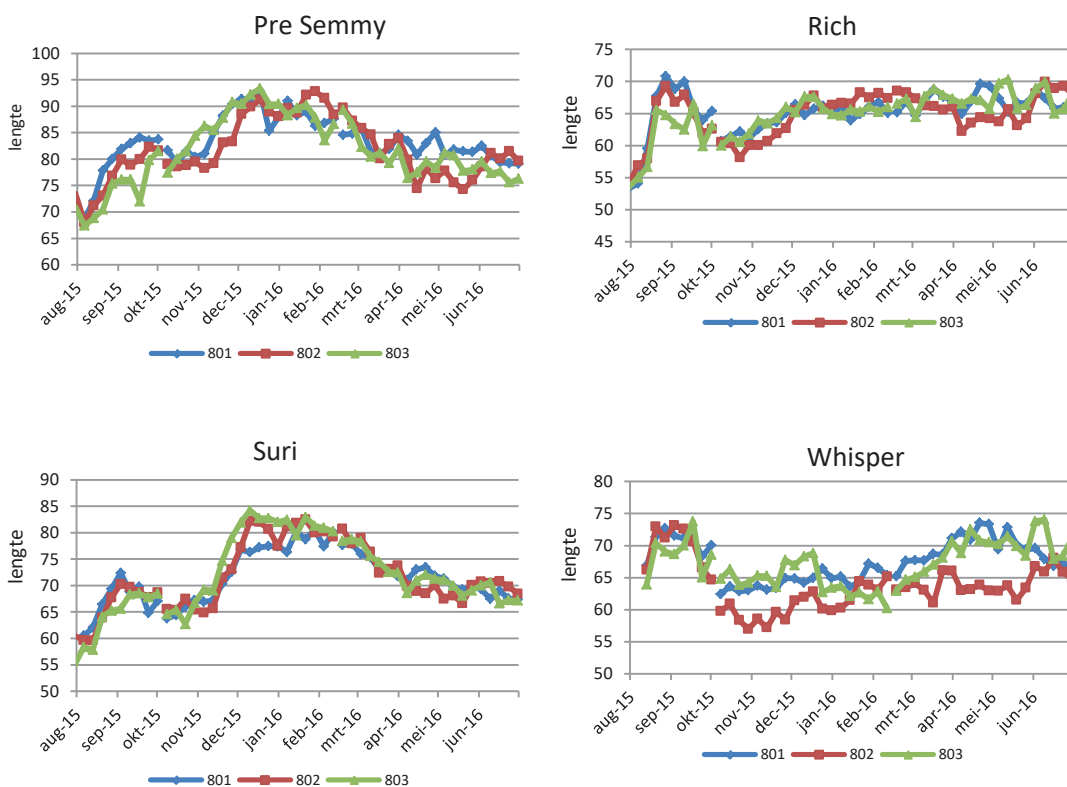 Pre Semmy
100
95
90
85
80
75
70
65
60
lengte
aug-15
sep-15
okt-15
nov-15
dec-15
jan-16
feb-16
mrt-16
apr-16
mei-16
jun-16
801
802
803
Rich
75
70
65
60
55
50
45
lengte
aug-15
sep-15
okt-15
nov-15
dec-15
jan-16
feb-16
mrt-16
apr-16
mei-16
jun-16
801
802
803
Suri
90
85
80
75
70
65
60
55
50
lengte
aug-15
sep-15
okt-15
nov-15
dec-15
jan-16
feb-16
mrt-16
apr-16
mei-16
jun-16
801
802
803
Whisper
80
75
70
65
60
55
50
lengte
aug-15
sep-15
okt-15
nov-15
dec-15
jan-16
feb-16
mrt-16
apr-16
mei-16
jun-16
801
802
803